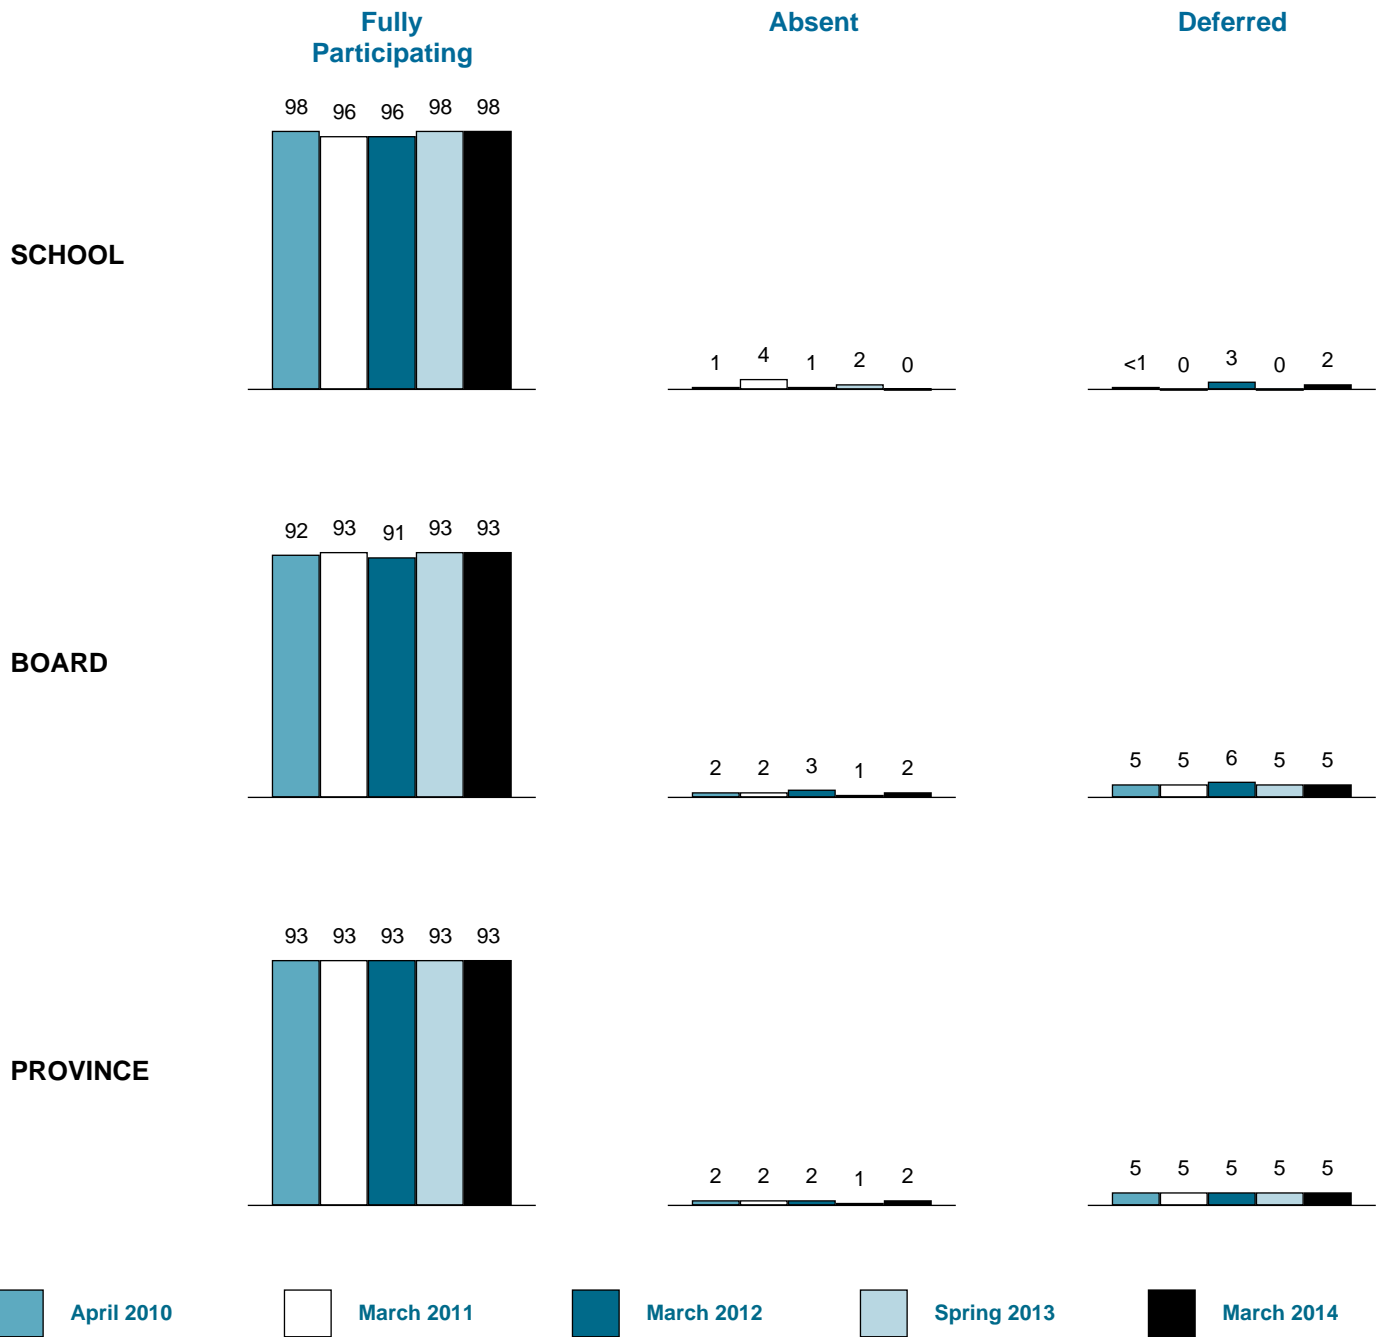 Fully
Participating
Absent
Deferred
98 96 96 98 98
SCHOOL
1 4 1 2 0
<1 0 3 0 2
92 93 91 93 93
BOARD
2 2 3 1 2
5 5 6 5 5
93 93 93 93 93
PROVINCE
2 2 2 1 2
5 5 5 5 5
April 2010
March 2011
March 2012
Spring 2013
March 2014